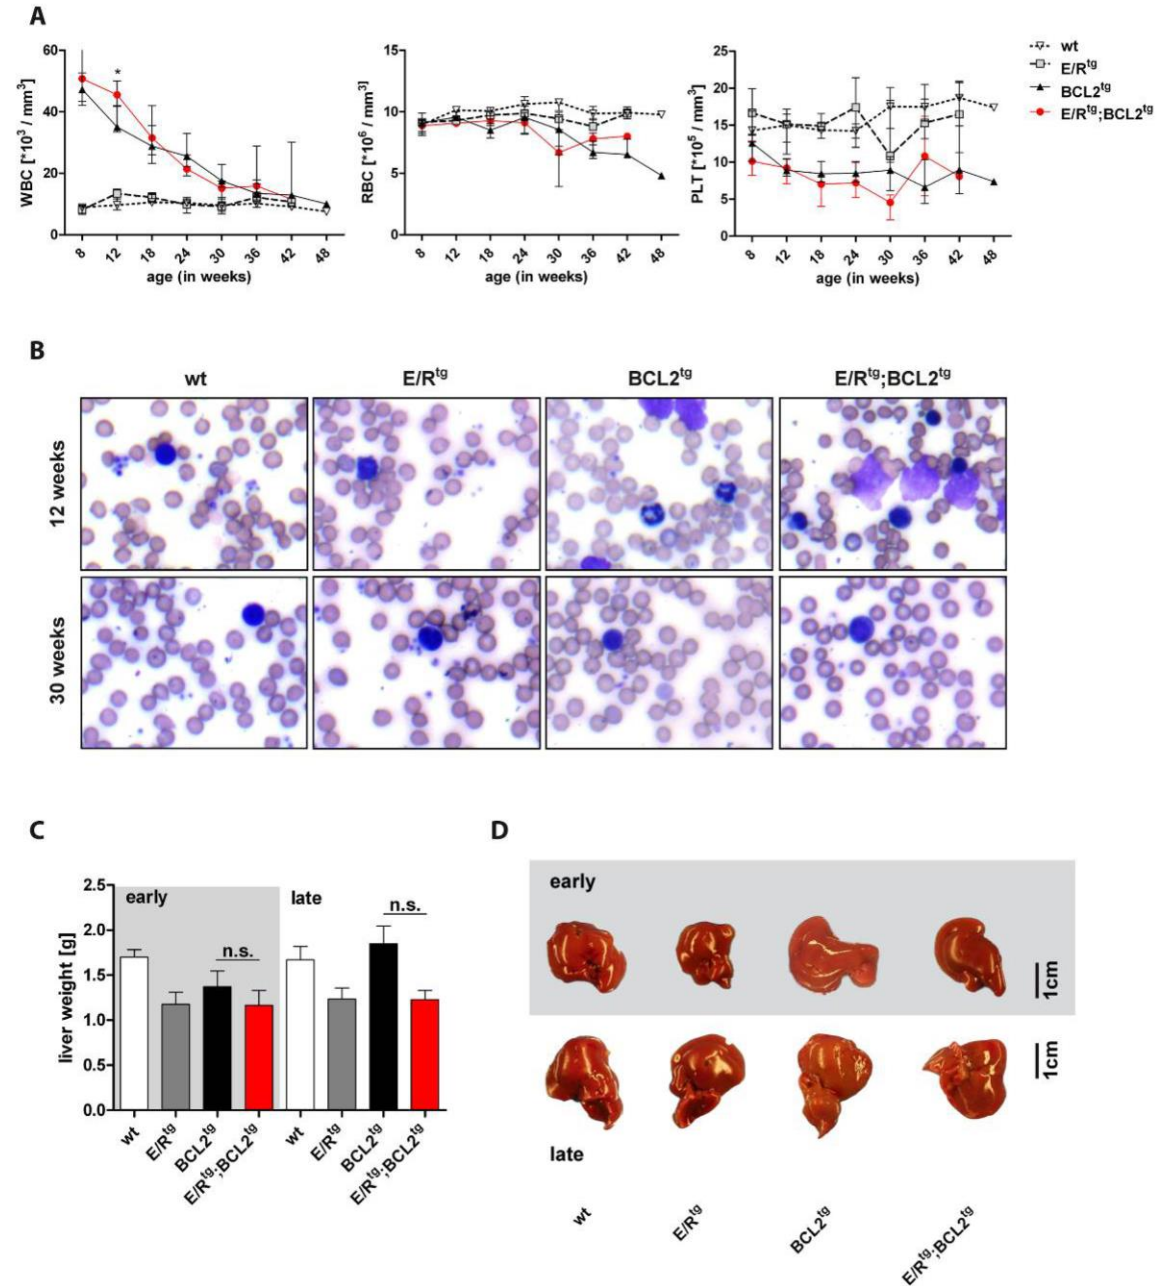 A
WBC [*10³ / mm³]
60
40
20
0
8 12 18 24 30 36 42 48
age (in weeks)
*
RBC [*10⁶ / mm³]
15
10
5
0
8 12 18 24 30 36 42 48
age (in weeks)
PLT [*10⁵ / mm³]
25
20
15
10
5
0
8 12 18 24 30 36 42 48
age (in weeks)
wt
E/Rᵗᵍ
BCL2ᵗᵍ
E/Rᵗᵍ;BCL2ᵗᵍ
B
wt E/Rᵗᵍ BCL2ᵗᵍ E/Rᵗᵍ;BCL2ᵗᵍ
12 weeks
30 weeks
C
liver weight [g]
2.5
2.0
1.5
1.0
0.5
0.0
early late
n.s. n.s.
wt E/Rᵗᵍ BCL2ᵗᵍ E/Rᵗᵍ;BCL2ᵗᵍ wt E/Rᵗᵍ BCL2ᵗᵍ E/Rᵗᵍ;BCL2ᵗᵍ
D
early
1cm
1cm
late
wt E/Rᵗᵍ BCL2ᵗᵍ E/Rᵗᵍ;BCL2ᵗᵍ